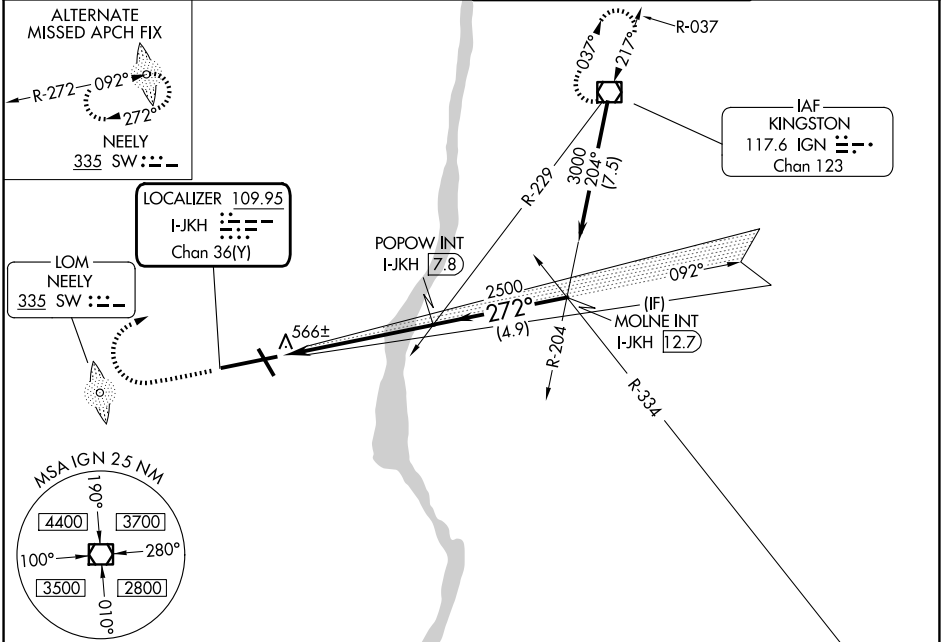 ALTERNATE
MISSED APCH FIX
R-272
092°
272°
NEELY
335 SW
037°
217°
R-037
IAF
KINGSTON
117.6 IGN
Chan 123
3000
204°
(7.5)
R-229
LOCALIZER 109.95
I-JKH
Chan 36(Y)
POPOW INT
I-JKH 7.8
LOM
NEELY
335 SW
092°
2500
272°
(4.9)
(IF)
MOLNE INT
I-JKH 12.7
566±
R-204
R-334
MSA IGN 25 NM
190°
4400
3700
100°
280°
3500
2800
010°